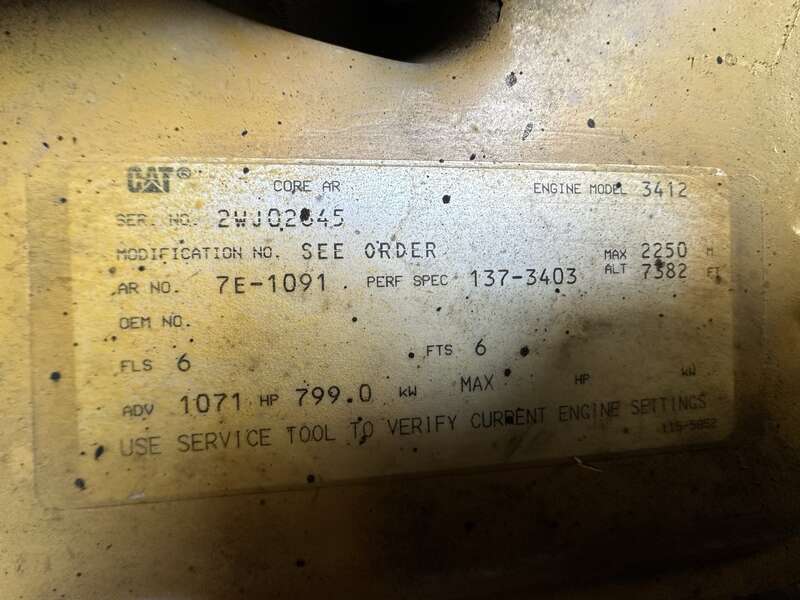 CAT® CORE AR ENGINE MODEL 3412
SER. NO.
MODIFICATION NO. SEE ORDER MAX 2250 M
AR NO. 7E-1091 PERF SPEC 137-3403 ALT 7382 FT
OEM NO.
FLS 6 FTS 6
ADV 1071 HP 799.0 kW MAX HP kW
USE SERVICE TOOL TO VERIFY CURRENT ENGINE SETTINGS
115-5852